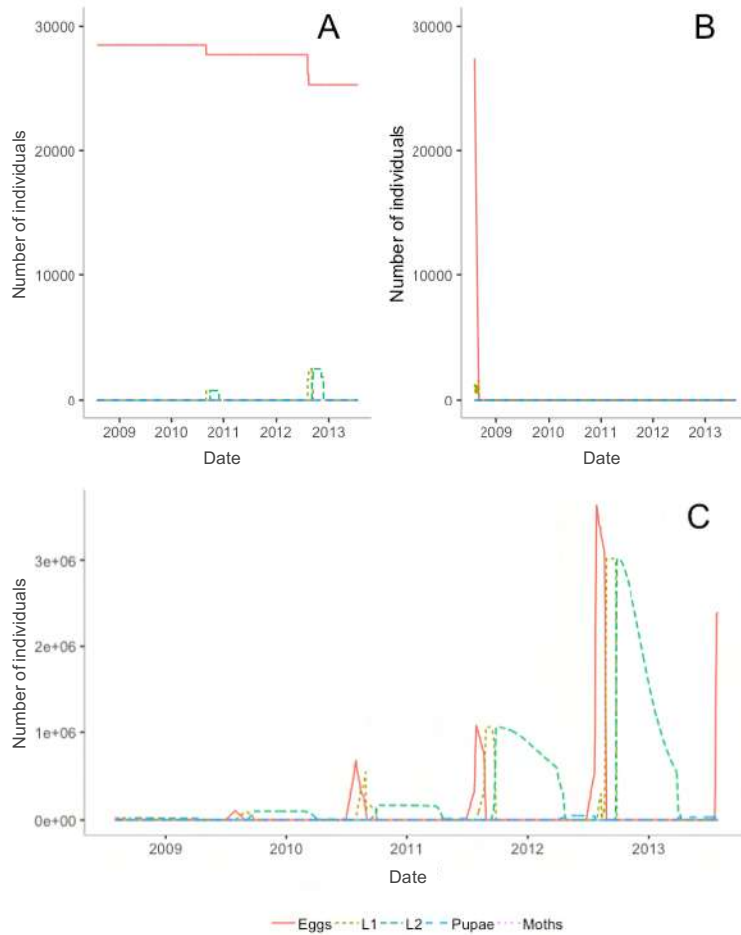 A
30000
20000
10000
0
Number of individuals
2009 2010 2011 2012 2013
Date
B
30000
20000
10000
0
Number of individuals
2009 2010 2011 2012 2013
Date
C
3e+06
2e+06
1e+06
0e+00
Number of individuals
2009 2010 2011 2012 2013
Date
Eggs L1 L2 Pupae Moths